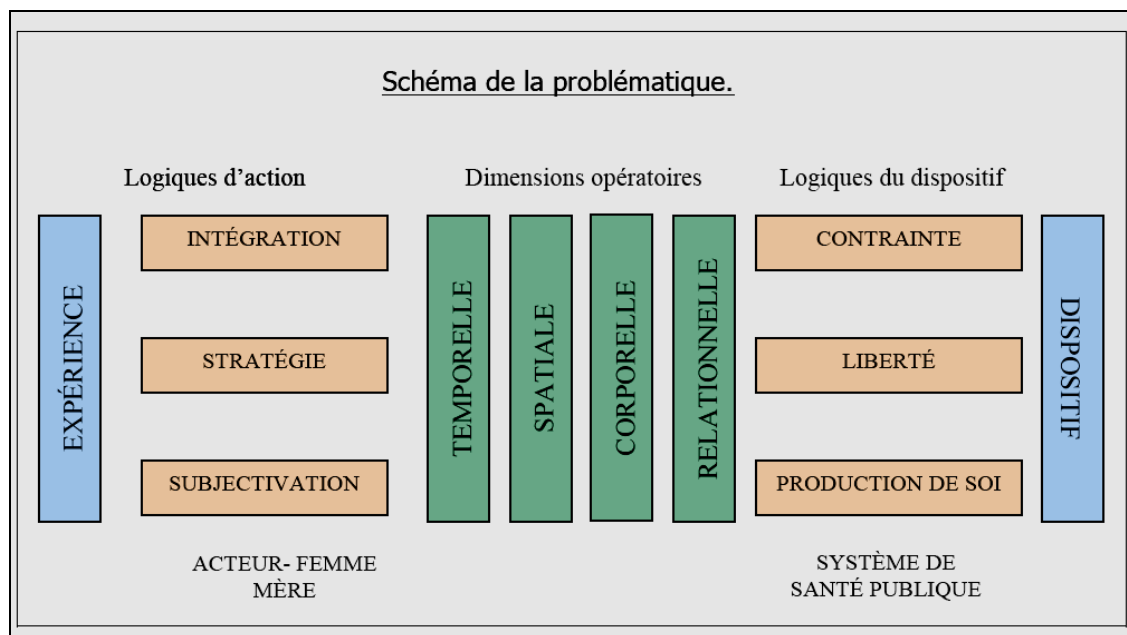 Schéma de la problématique.
Logiques d'action
Dimensions opératoires
Logiques du dispositif
EXPÉRIENCE
INTÉGRATION
STRATÉGIE
SUBJECTIVATION
TEMPORELLE
SPATIALE
CORPORELLE
RELATIONNELLE
CONTRAINTE
LIBERTÉ
PRODUCTION DE SOI
DISPOSITIF
ACTEUR- FEMME
MÈRE
SYSTÈME DE
SANTÉ PUBLIQUE